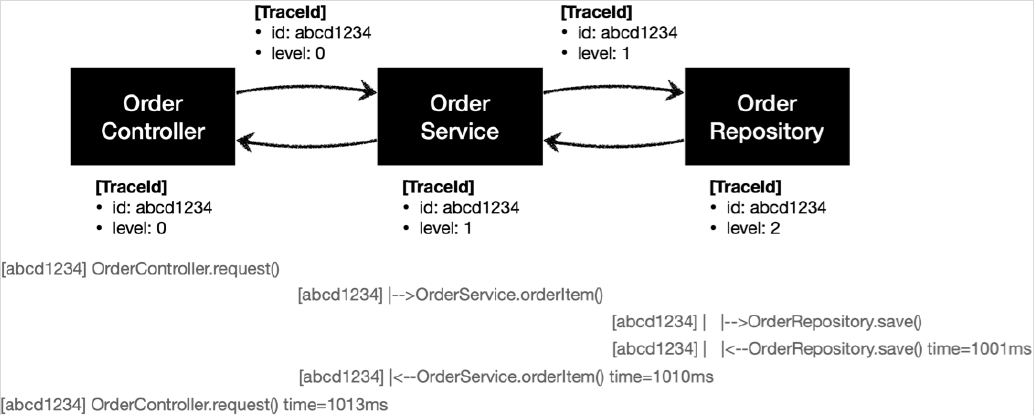 [TraceId]
• id: abcd1234
• level: 0
[TraceId]
• id: abcd1234
• level: 1
Order
Controller
Order
Service
Order
Repository
[TraceId]
• id: abcd1234
• level: 0
[TraceId]
• id: abcd1234
• level: 1
[TraceId]
• id: abcd1234
• level: 2
[abcd1234] OrderController.request()
[abcd1234] |-->OrderService.orderItem()
[abcd1234] |   |-->OrderRepository.save()
[abcd1234] |   |<--OrderRepository.save() time=1001ms
[abcd1234] |<--OrderService.orderItem() time=1010ms
[abcd1234] OrderController.request() time=1013ms